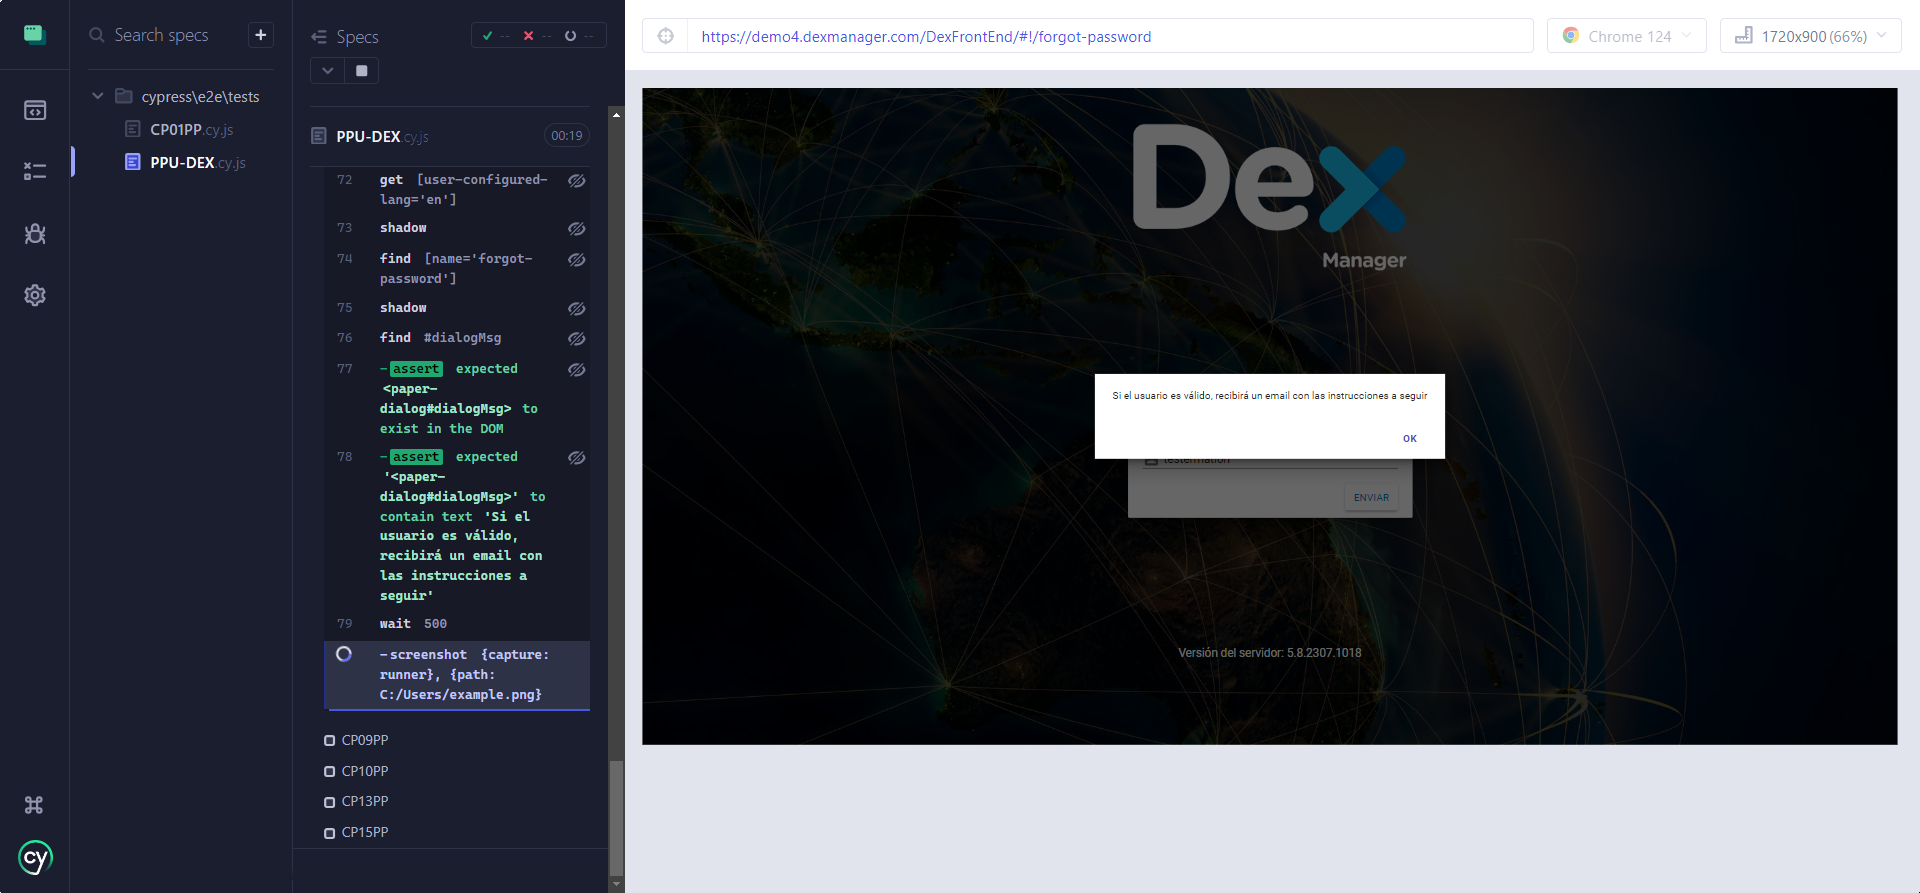 Search specs
+
cypress\e2e\tests
CP01PP.cy.js
PPU-DEX.cy.js
Specs
-- -- --
PPU-DEX.cy.js 00:19
72 get [user-configured-
lang='en']
73 shadow
74 find [name='forgot-
password']
75 shadow
76 find #dialogMsg
77 -assert expected
<paper-
dialog#dialogMsg> to
exist in the DOM
78 -assert expected
'<paper-
dialog#dialogMsg>' to
contain text 'Si el
usuario es válido,
recibirá un email con
las instrucciones a
seguir'
79 wait 500
-screenshot {capture:
runner}, {path:
C:/Users/example.png}
CP09PP
CP10PP
CP13PP
CP15PP
cy
https://demo4.dexmanager.com/DexFrontEnd/#!/forgot-password
Chrome 124
1720x900 (66%)
Dex
Manager
Si el usuario es válido, recibirá un email con las instrucciones a seguir
OK
ENVIAR
Versión del servidor: 5.8.2307.1018